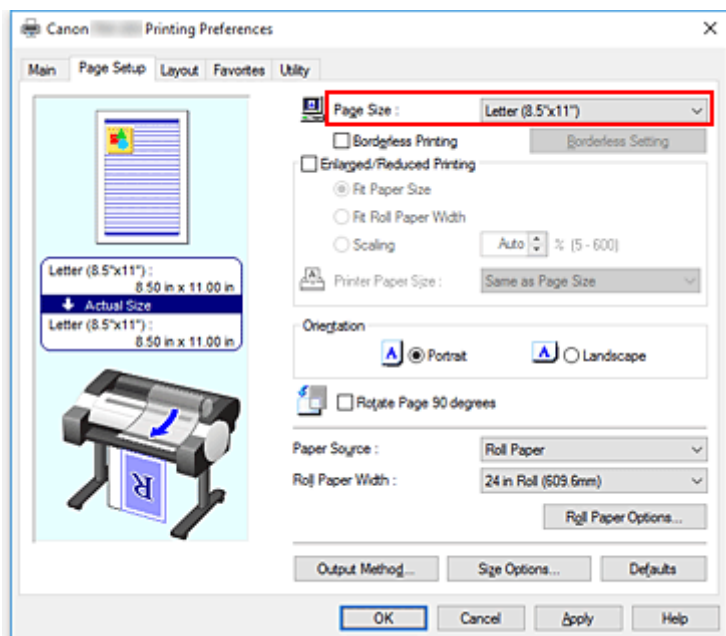 Canon Printing Preferences
Main Page Setup Layout Favorites Utility
Page Size : Letter (8.5"x11")
Borderless Printing Borderless Setting
Enlarged/Reduced Printing
Fit Paper Size
Fit Roll Paper Width
Scaling Auto % (5 - 600)
Printer Paper Size : Same as Page Size
Letter (8.5"x11") :
8.50 in x 11.00 in
Actual Size
Letter (8.5"x11") :
8.50 in x 11.00 in
Orientation
A Portrait A Landscape
Rotate Page 90 degrees
Paper Source : Roll Paper
Roll Paper Width : 24 in Roll (609.6mm)
R
Roll Paper Options...
Output Method... Size Options... Defaults
OK Cancel Apply Help